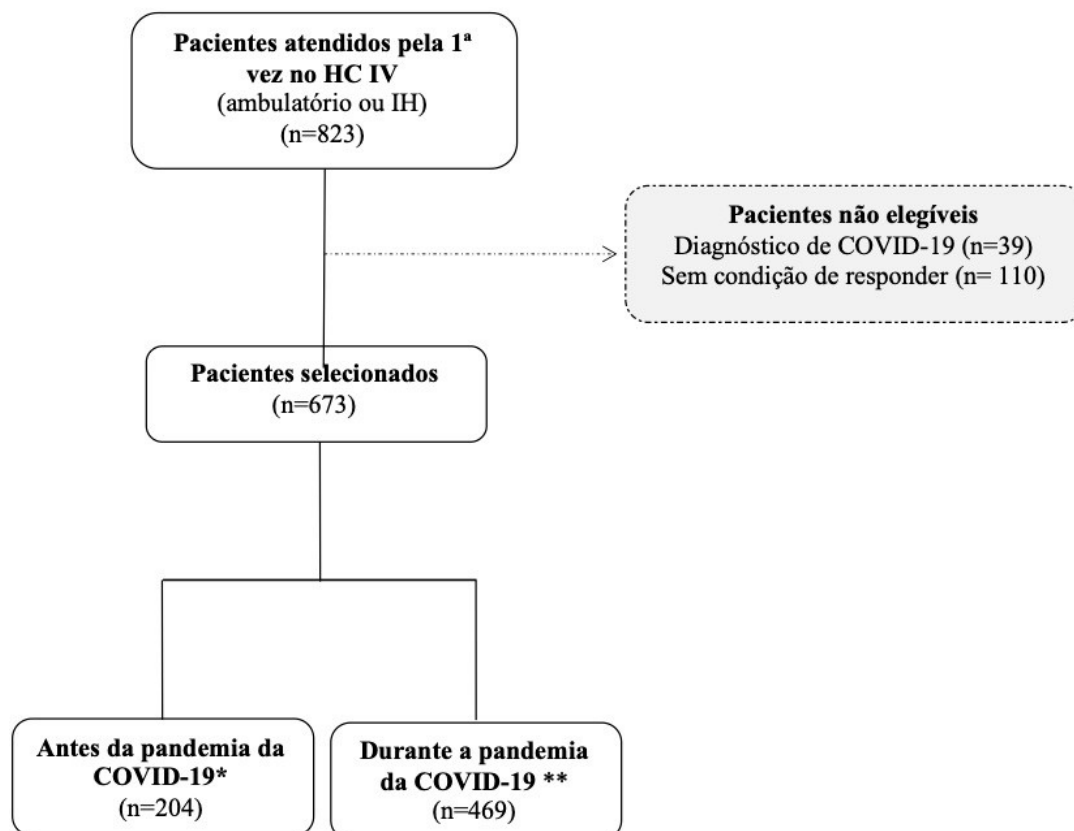 Pacientes atendidos pela 1ª
vez no HC IV
(ambulatório ou IH)
(n=823)
Pacientes não elegíveis
Diagnóstico de COVID-19 (n=39)
Sem condição de responder (n= 110)
Pacientes selecionados
(n=673)
Antes da pandemia da
COVID-19*
(n=204)
Durante a pandemia
da COVID-19 **
(n=469)